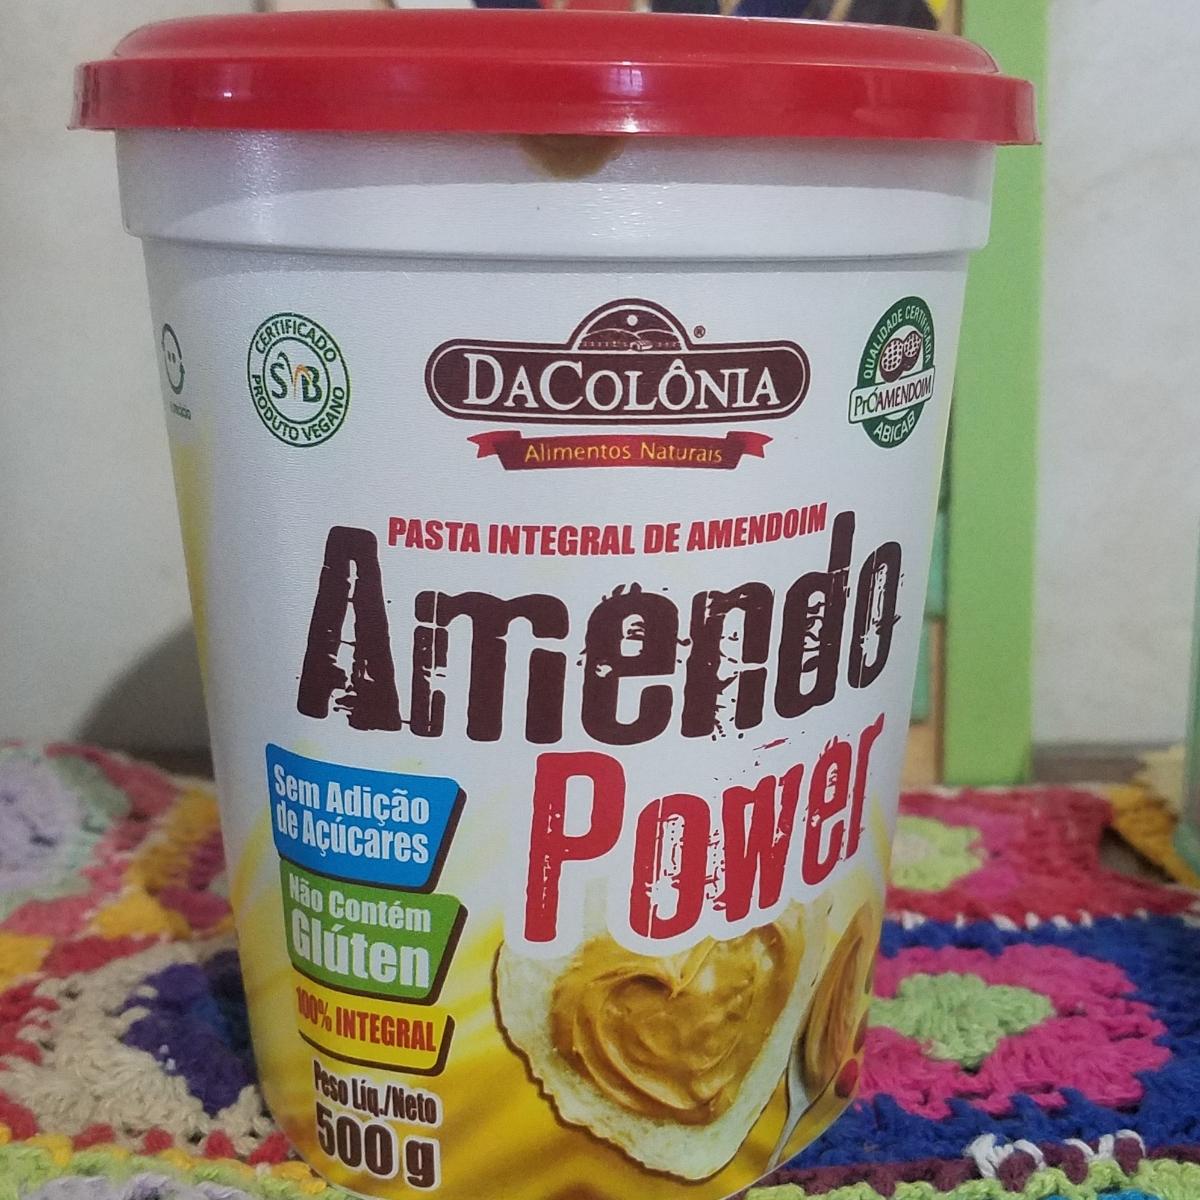 CERTIFICADO
SVB
PRODUTO VEGANO
DaColônia
®
Alimentos Naturais
QUALIDADE CERTIFICADA
PrÓAMENDOIM
ABICAB
PASTA INTEGRAL DE AMENDOIM
Amendo
Power
Sem Adição
de Açúcares
Não Contém
Glúten
100% INTEGRAL
Peso Líq./Neto
500 g